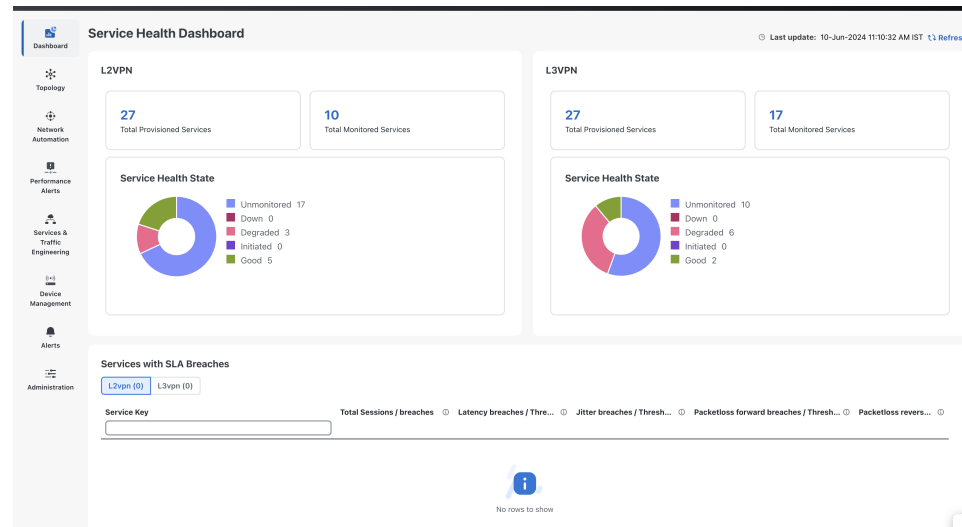 Service Health Dashboard
Last update: 10-Jun-2024 11:10:32 AM IST Refres
Dashboard
Topology
Network
Automation
Performance
Alerts
Services &
Traffic
Engineering
Device
Management
Alerts
Administration
L2VPN
27
Total Provisioned Services
10
Total Monitored Services
Service Health State
Unmonitored 17
Down 0
Degraded 3
Initiated 0
Good 5
L3VPN
27
Total Provisioned Services
17
Total Monitored Services
Service Health State
Unmonitored 10
Down 0
Degraded 6
Initiated 0
Good 2
Services with SLA Breaches
L2vpn (0) L3vpn (0)
Service Key Total Sessions / breaches Latency breaches / Thre... Jitter breaches / Thresh... Packetloss forward breaches / Thresh... Packetloss revers...
No rows to show